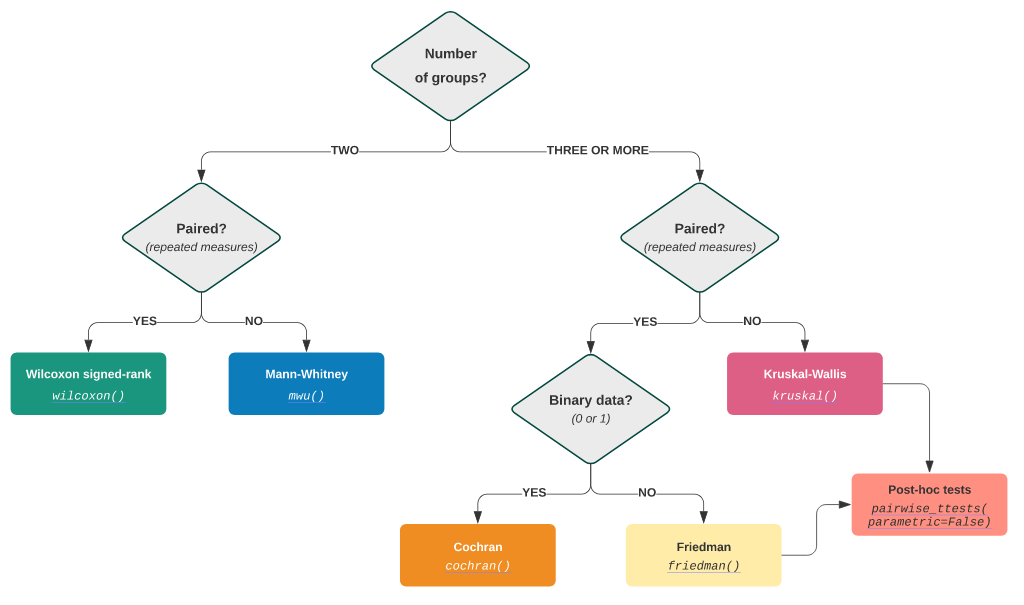 Number
of groups?
TWO
THREE OR MORE
Paired?
(repeated measures)
Paired?
(repeated measures)
YES
NO
YES
NO
Wilcoxon signed-rank
wilcoxon()
Mann-Whitney
mwu()
Binary data?
(0 or 1)
Kruskal-Wallis
kruskal()
YES
NO
Post-hoc tests
pairwise_ttests(
parametric=False)
Cochran
cochran()
Friedman
friedman()